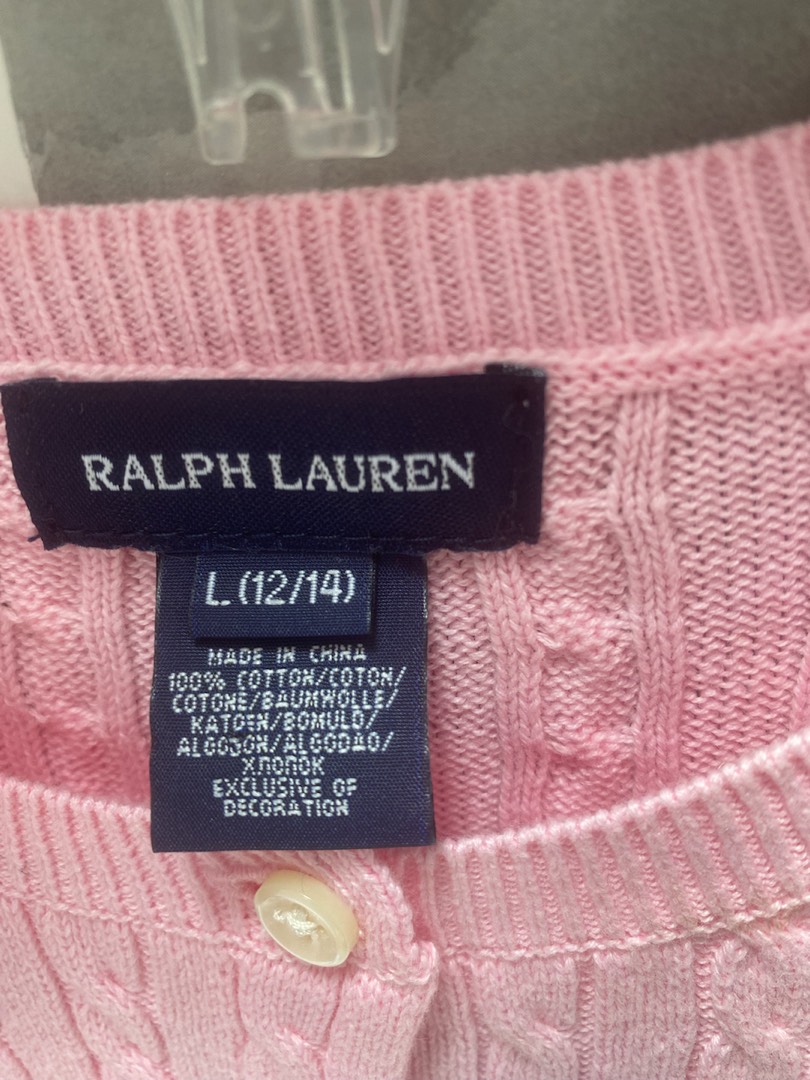 RALPH LAUREN
L (12/14)
MADE IN CHINA
100% COTTON/COTON/
COTONE/BAUMWOLLE/
KATOEN/BOMULD/
ALGODON/ALGODAO/
ХЛОПОК
EXCLUSIVE OF
DECORATION